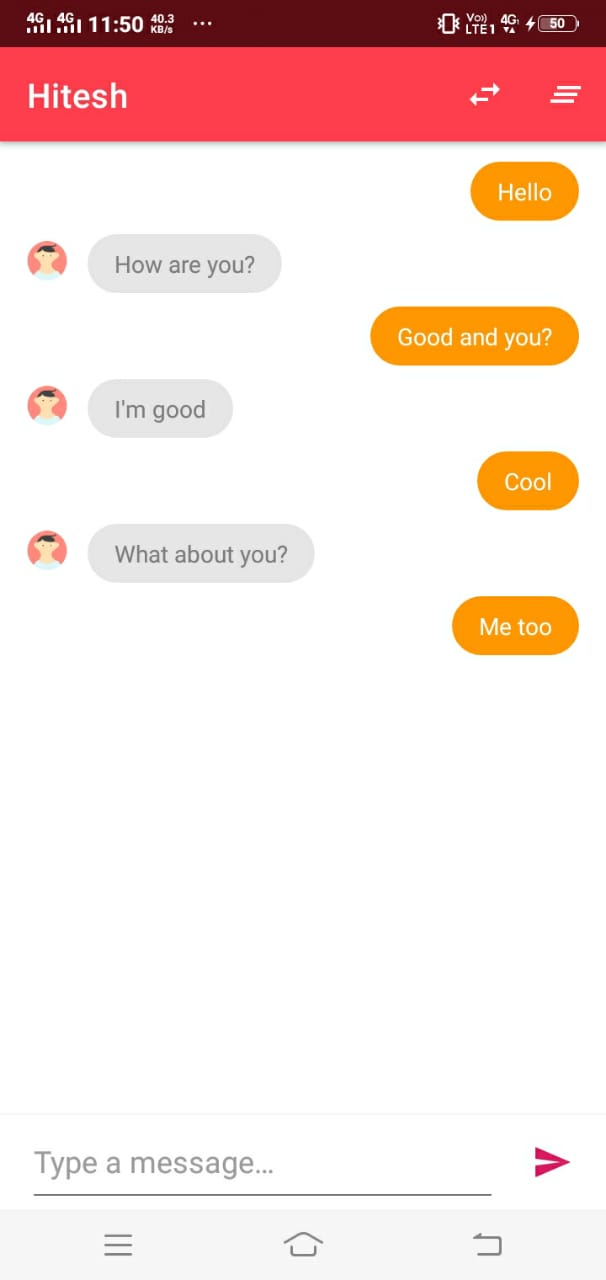 4G 4G 11:50 40.3 KB/s ... Vo)) LTE1 4G 50
Hitesh
Hello
How are you?
Good and you?
I'm good
Cool
What about you?
Me too
Type a message...